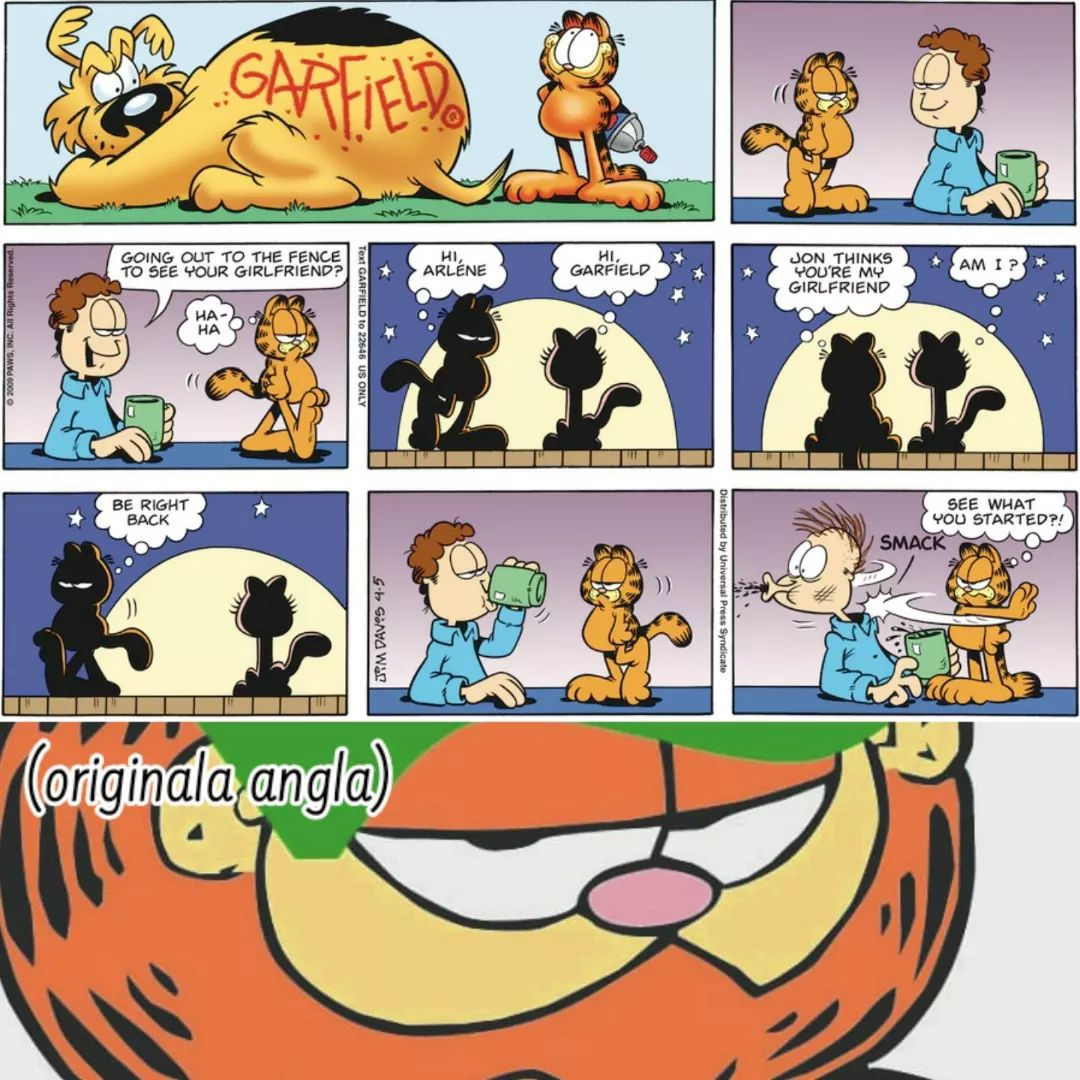 GARFIELD®
GOING OUT TO THE FENCE
TO SEE YOUR GIRLFRIEND?
HA-
HA
© 2009 PAWS, INC. All Rights Reserved.
Text GARFIELD to 22646 US ONLY
HI,
ARLENE
HI,
GARFIELD
JON THINKS
YOU'RE MY
GIRLFRIEND
AM I?
BE RIGHT
BACK
JIM DAVIS 4-5
Distributed by Universal Press Syndicate
SMACK
SEE WHAT
YOU STARTED?!
(originala angla)